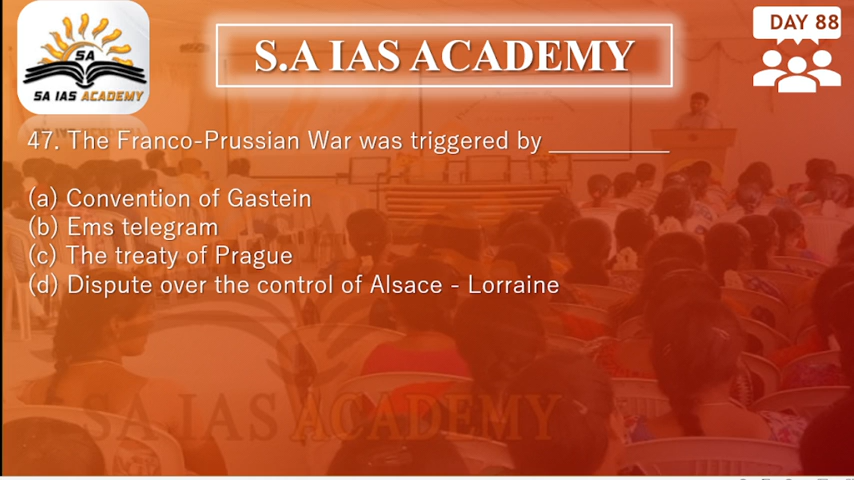 SA
SA IAS ACADEMY
S.A IAS ACADEMY
DAY 88
47. The Franco-Prussian War was triggered by __________
(a) Convention of Gastein
(b) Ems telegram
(c) The treaty of Prague
(d) Dispute over the control of Alsace - Lorraine
SA IAS ACADEMY